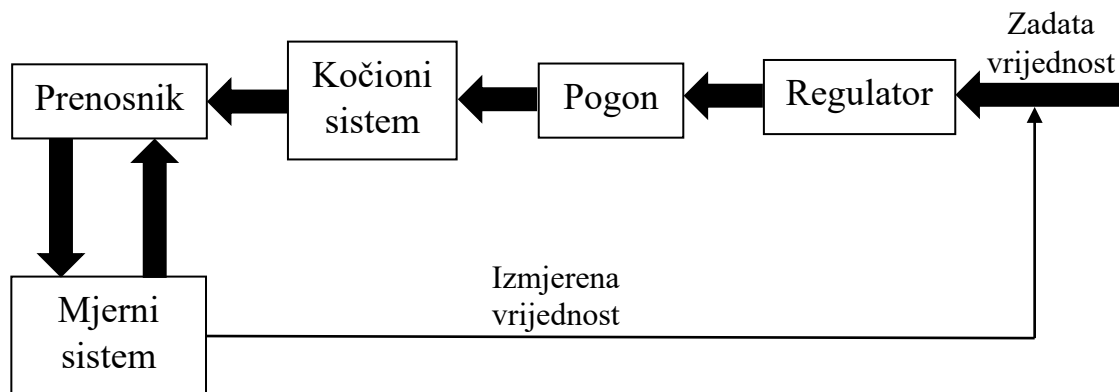 Zadata
vrijednost
Prenosnik
Kočioni
sistem
Pogon
Regulator
Izmjerena
vrijednost
Mjerni
sistem